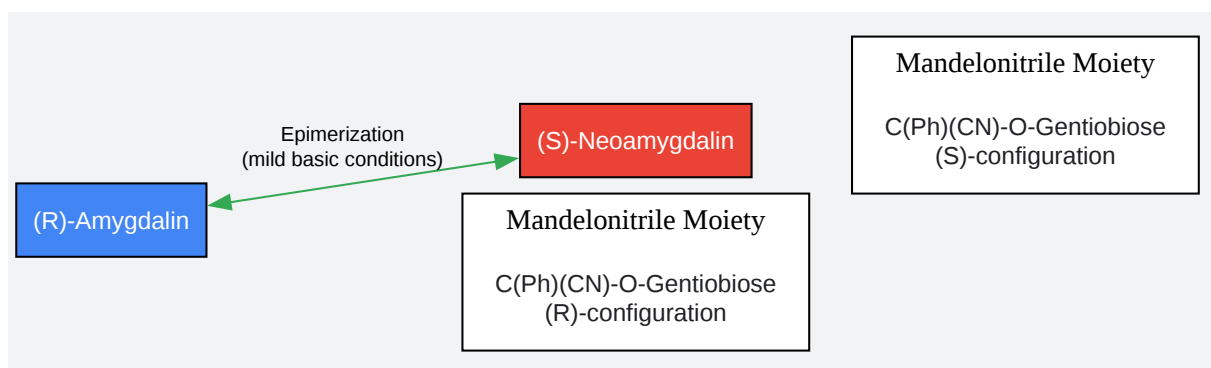 Epimerization
(mild basic conditions)
(R)-Amygdalin
(S)-Neoamygdalin
Mandelonitrile Moiety
C(Ph)(CN)-O-Gentiobiose
(R)-configuration
Mandelonitrile Moiety
C(Ph)(CN)-O-Gentiobiose
(S)-configuration